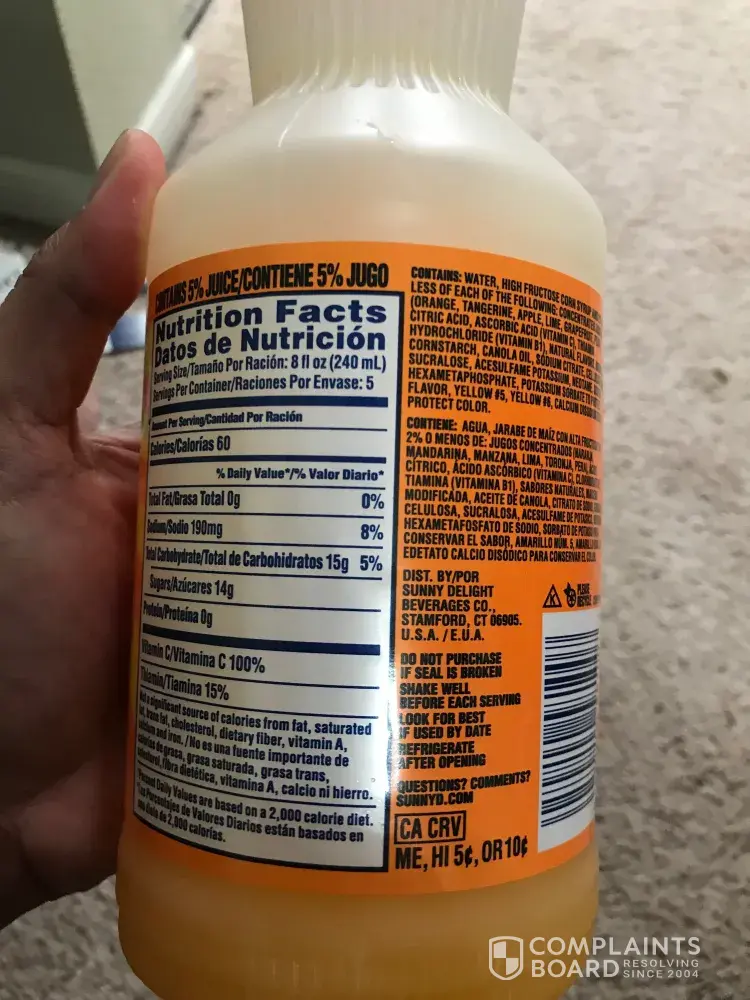 CONTAINS 5% JUICE/CONTIENE 5% JUGO
Nutrition Facts
Datos de Nutrición
Serving Size/Tamaño Por Ración: 8 fl oz (240 mL)
Servings Per Container/Raciones Por Envase: 5
Amount Per Serving/Cantidad Por Ración
Calories/Calorías 60
% Daily Value*/% Valor Diario*
Total Fat/Grasa Total 0g 0%
Sodium/Sodio 190mg 8%
Total Carbohydrate/Total de Carbohidratos 15g 5%
Sugars/Azúcares 14g
Protein/Proteína 0g
Vitamin C/Vitamina C 100%
Thiamin/Tiamina 15%
Not a significant source of calories from fat, saturated
fat, trans fat, cholesterol, dietary fiber, vitamin A,
calcium and iron. / No es una fuente importante de
calorías de grasa, grasa saturada, grasa trans,
colesterol, fibra dietética, vitamina A, calcio ni hierro.
*Percent Daily Values are based on a 2,000 calorie diet.
*Los Porcentajes de Valores Diarios están basados en
una dieta de 2,000 calorías.
CONTAINS: WATER, HIGH FRUCTOSE CORN SYRUP AND
LESS OF EACH OF THE FOLLOWING: CONCENTRATED
(ORANGE, TANGERINE, APPLE, LIME, GRAPEFRUIT,
CITRIC ACID, ASCORBIC ACID (VITAMIN C), THIAMIN
HYDROCHLORIDE (VITAMIN B1), NATURAL FLAVORS,
CORNSTARCH, CANOLA OIL, SODIUM CITRATE,
SUCRALOSE, ACESULFAME POTASSIUM, NEOTAME,
HEXAMETAPHOSPHATE, POTASSIUM SORBATE TO
FLAVOR, YELLOW #5, YELLOW #6, CALCIUM DISODIUM
PROTECT COLOR.
CONTIENE: AGUA, JARABE DE MAÍZ CON ALTA
2% O MENOS DE: JUGOS CONCENTRADOS (NARANJA,
MANDARINA, MANZANA, LIMA, TORONJA, PERA),
CÍTRICO, ÁCIDO ASCÓRBICO (VITAMINA C),
TIAMINA (VITAMINA B1), SABORES NATURALES,
MODIFICADA, ACEITE DE CANOLA, CITRATO DE SODIO,
CELULOSA, SUCRALOSA, ACESULFAME DE POTASIO,
HEXAMETAFOSFATO DE SODIO, SORBATO DE POTASIO
CONSERVAR EL SABOR, AMARILLO NÚM. 5,
EDETATO CALCIO DISÓDICO PARA CONSERVAR EL COLOR.
DIST. BY/POR
SUNNY DELIGHT
BEVERAGES CO.,
STAMFORD, CT 06905.
U.S.A. / E.U.A.
K
PLEASE
RECYCLE
DO NOT PURCHASE
IF SEAL IS BROKEN
SHAKE WELL
BEFORE EACH SERVING
LOOK FOR BEST
IF USED BY DATE
REFRIGERATE
AFTER OPENING
QUESTIONS? COMMENTS?
SUNNYD.COM
CA CRV
ME, HI 5¢, OR 10¢
COMPLAINTS
BOARD RESOLVING
SINCE 2004